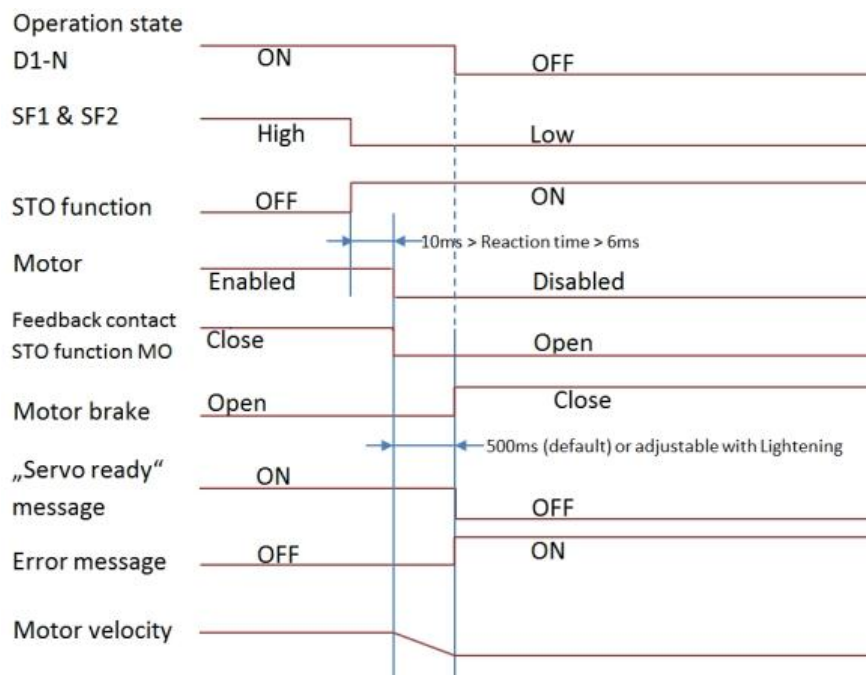 Operation state
D1-N ON OFF
SF1 & SF2 High Low
STO function OFF ON
10ms > Reaction time > 6ms
Motor Enabled Disabled
Feedback contact
STO function MO Close Open
Motor brake Open Close
500ms (default) or adjustable with Lightening
„Servo ready“
message ON OFF
Error message OFF ON
Motor velocity